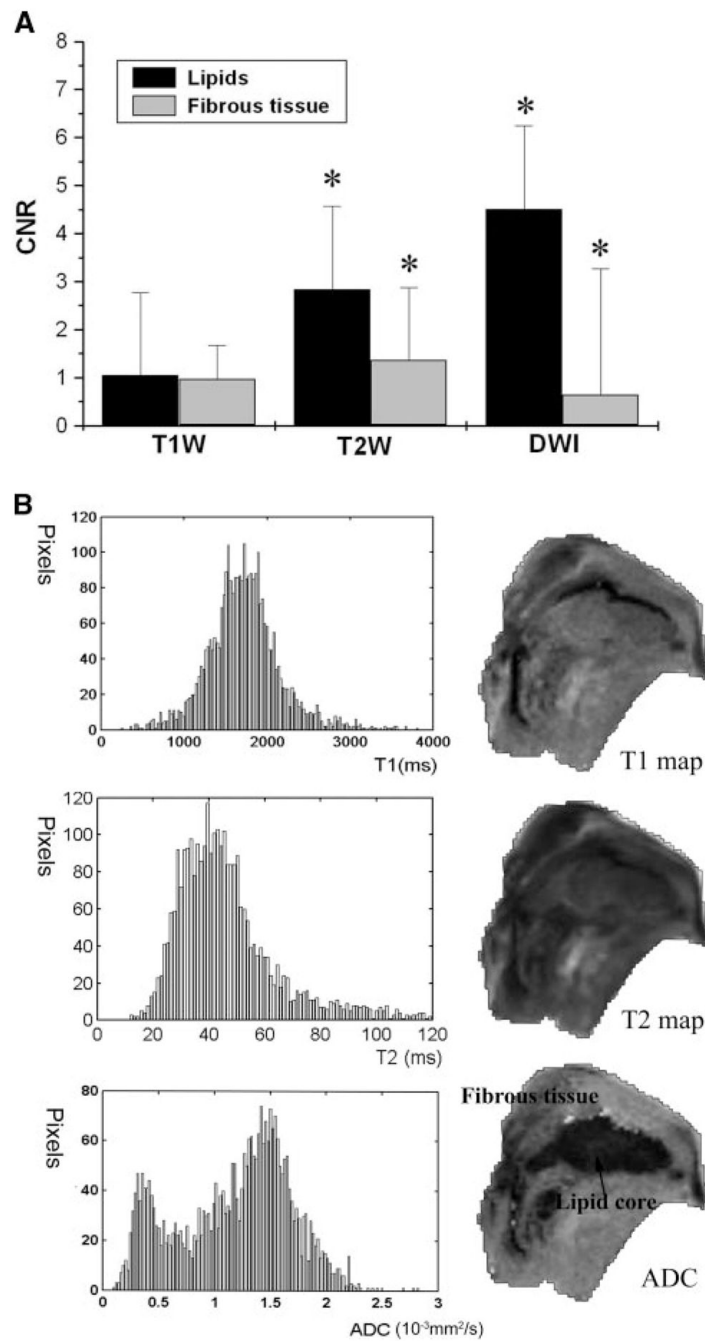 A
8
7
6
5
4
3
2
1
0
CNR
Lipids
Fibrous tissue
*
*
*
*
T1W
T2W
DWI
B
Pixels
120
100
80
60
40
20
0
0
1000
2000
3000
4000
T1(ms)
T1 map
Pixels
120
100
80
60
40
20
0
0
20
40
60
80
100
120
T2 (ms)
T2 map
Pixels
80
60
40
20
0
0
0.5
1
1.5
2
2.5
3
ADC (10⁻³mm²/s)
Fibrous tissue
Lipid core
ADC